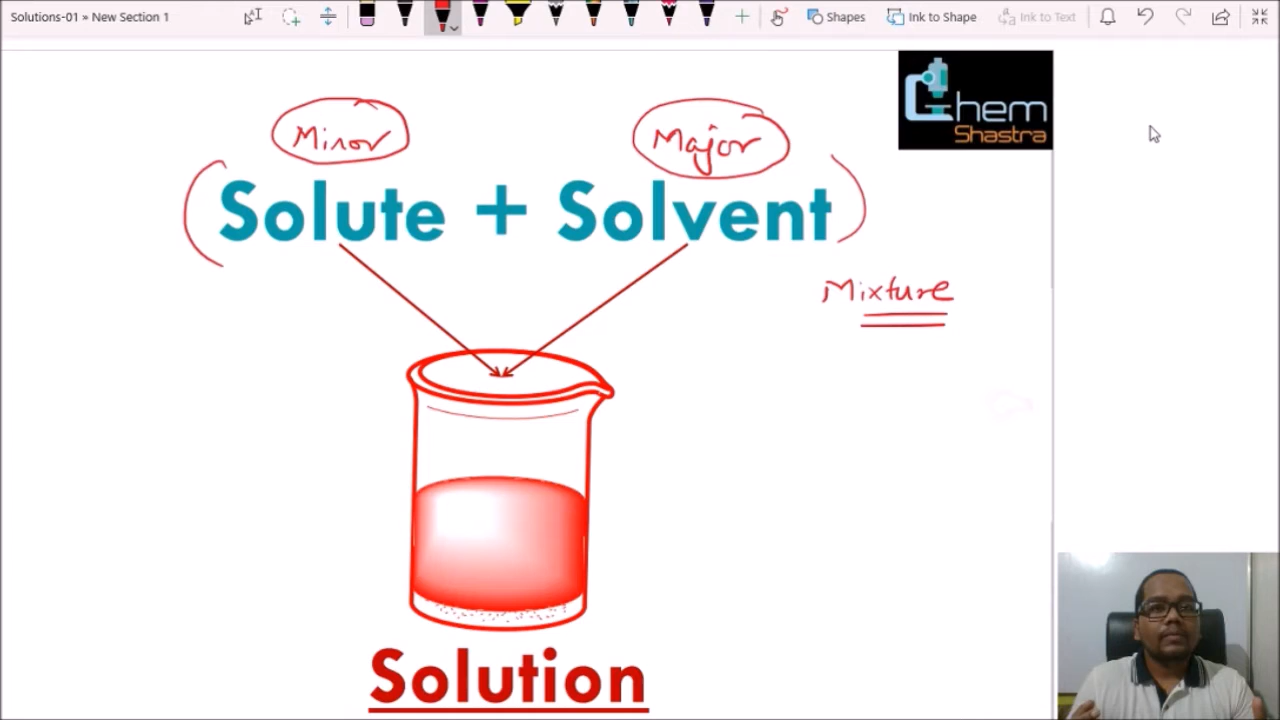 Solutions-01 » New Section 1
Shapes
Ink to Shape
Ink to Text
Chem
Shastra
Minor
Major
Solute + Solvent
Mixture
Solution